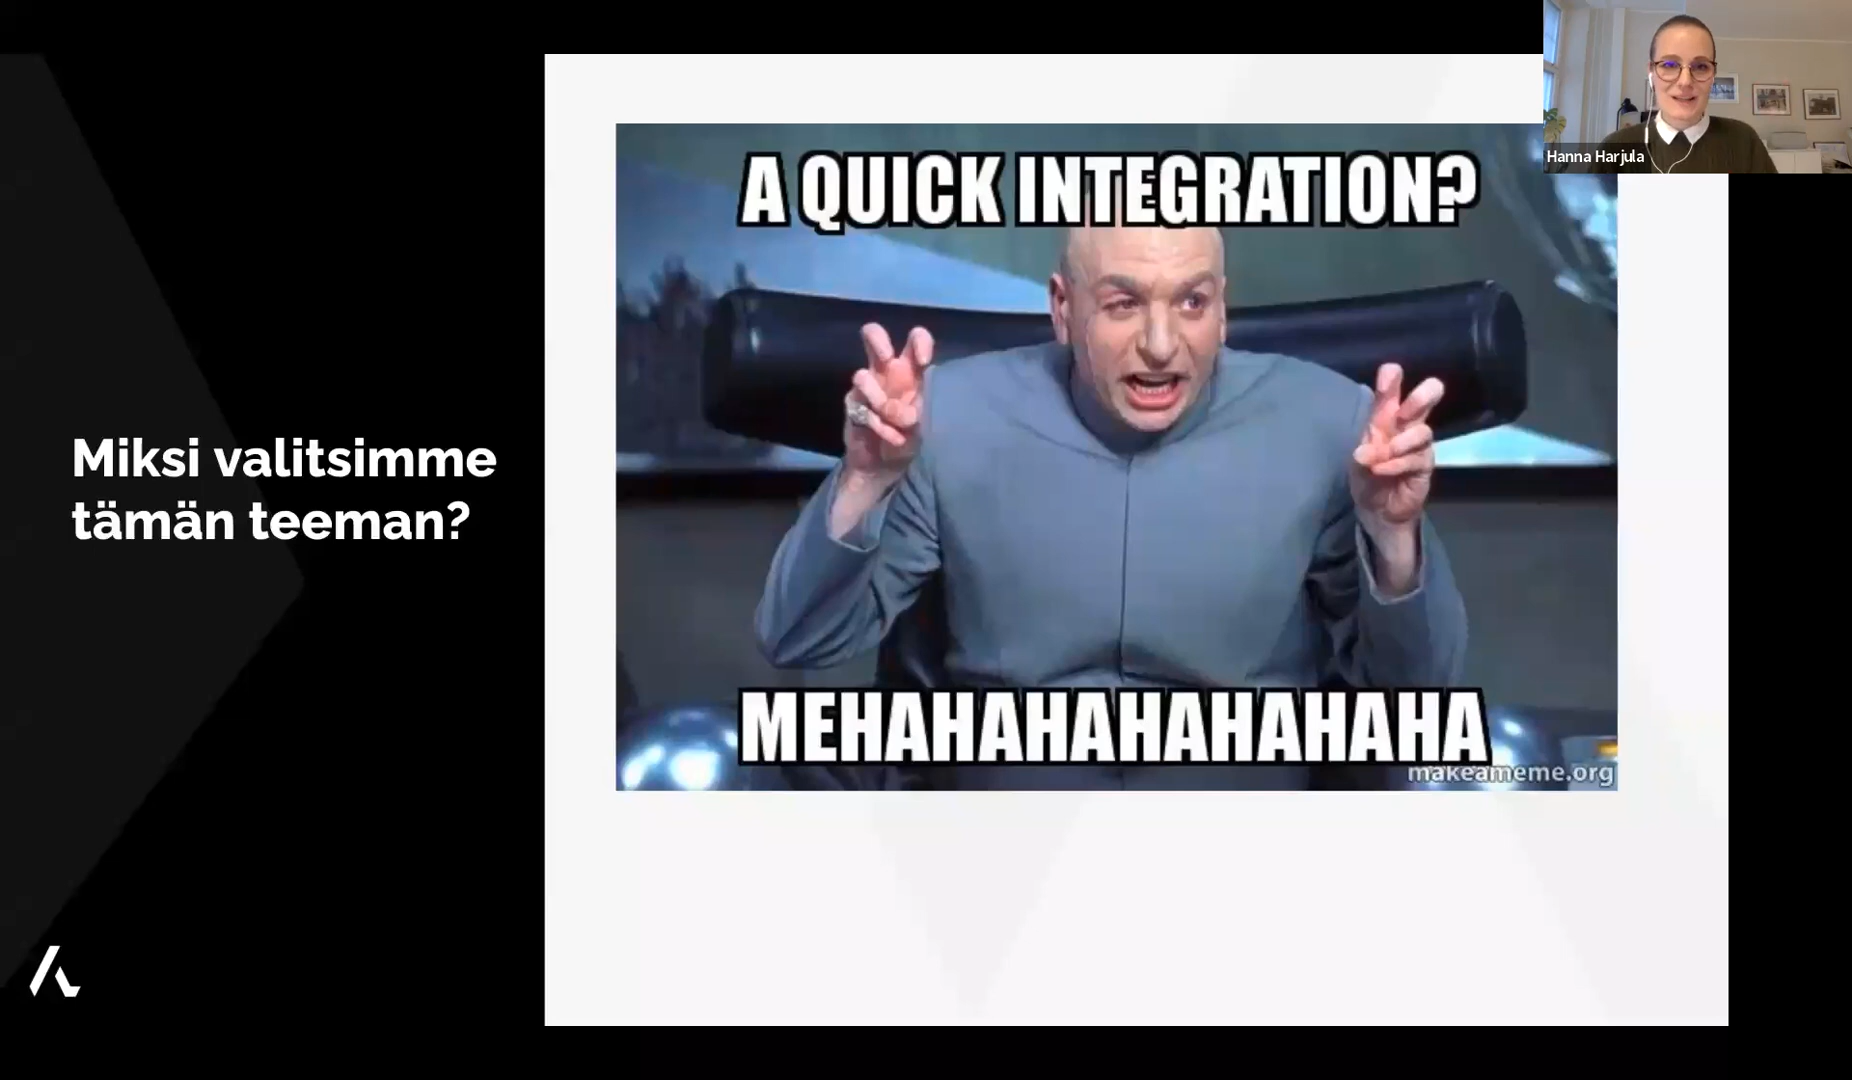 Hanna Harjula
A QUICK INTEGRATION?
Miksi valitsimme
tämän teeman?
MEHAHAHAHAHAHAHA
makeameme.org